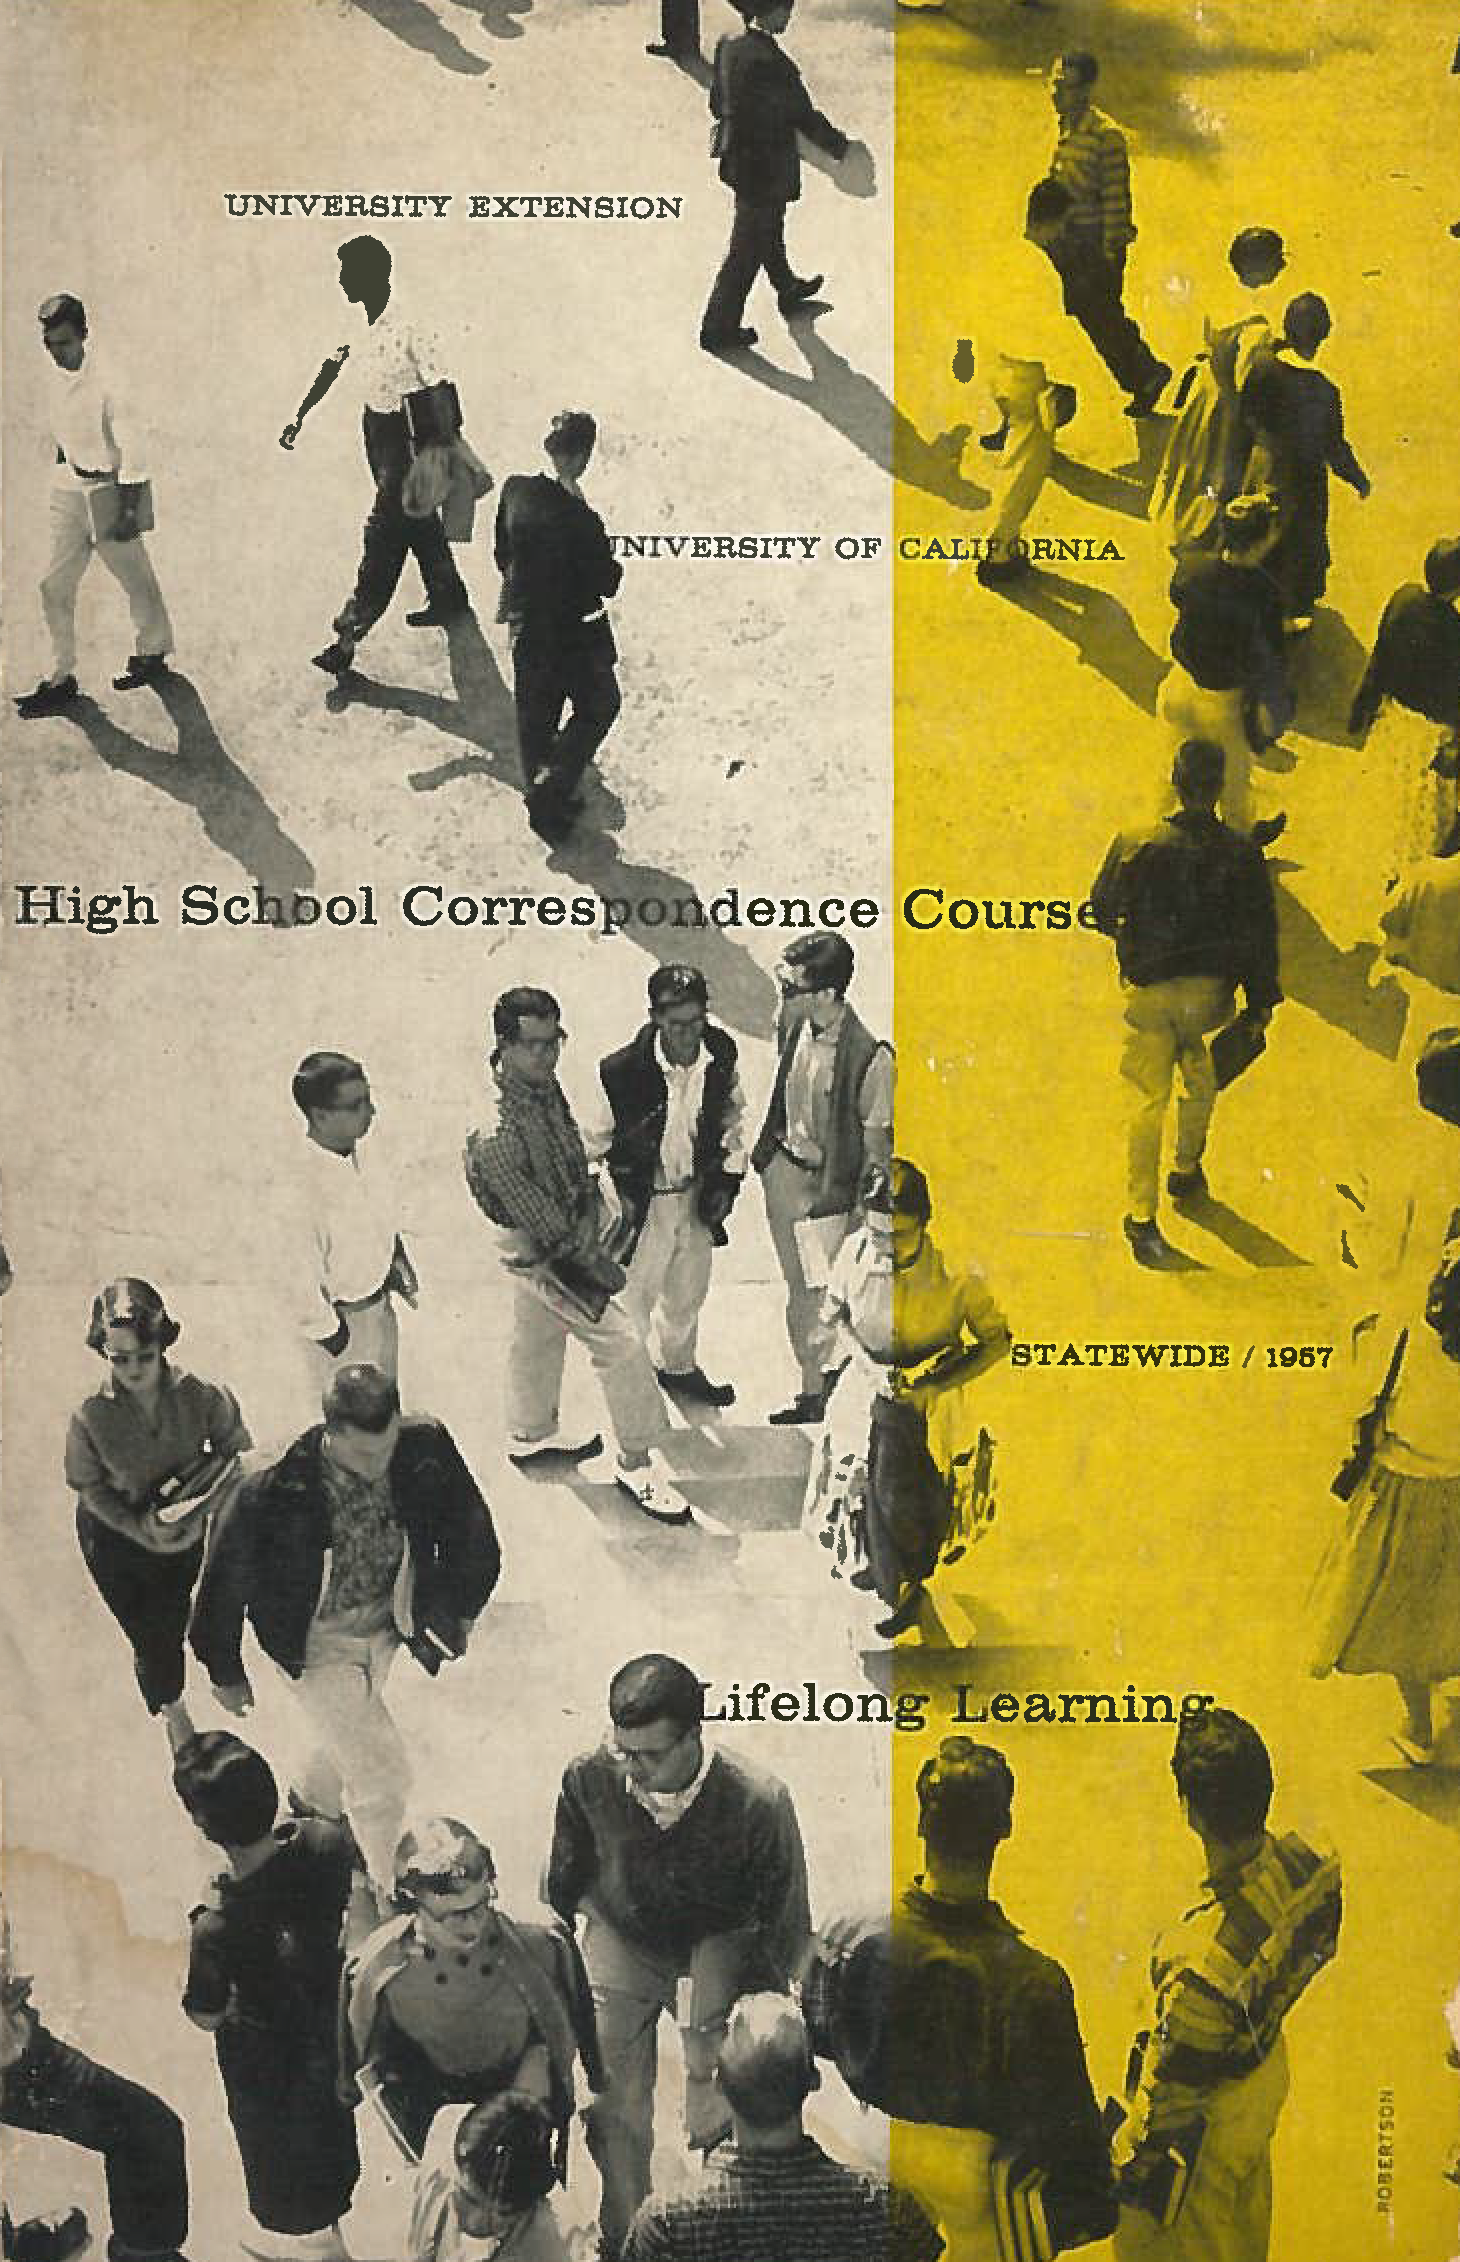 UNIVERSITY EXTENSION
UNIVERSITY OF CALIFORNIA
High School Correspondence Courses
STATEWIDE / 1957
Lifelong Learning
ROBERTSON